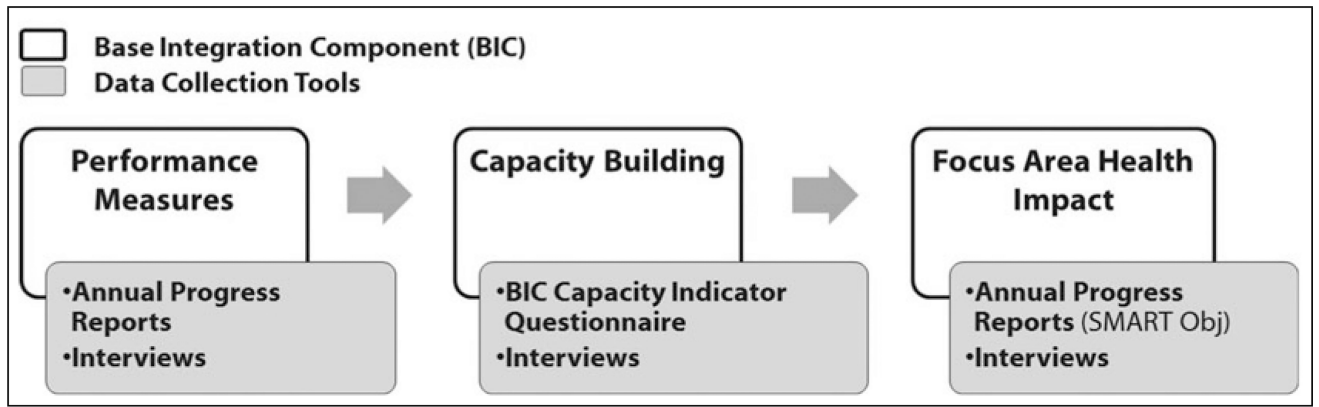 Base Integration Component (BIC)
Data Collection Tools
Performance
Measures
•Annual Progress
Reports
•Interviews
Capacity Building
•BIC Capacity Indicator
Questionnaire
•Interviews
Focus Area Health
Impact
•Annual Progress
Reports (SMART Obj)
•Interviews